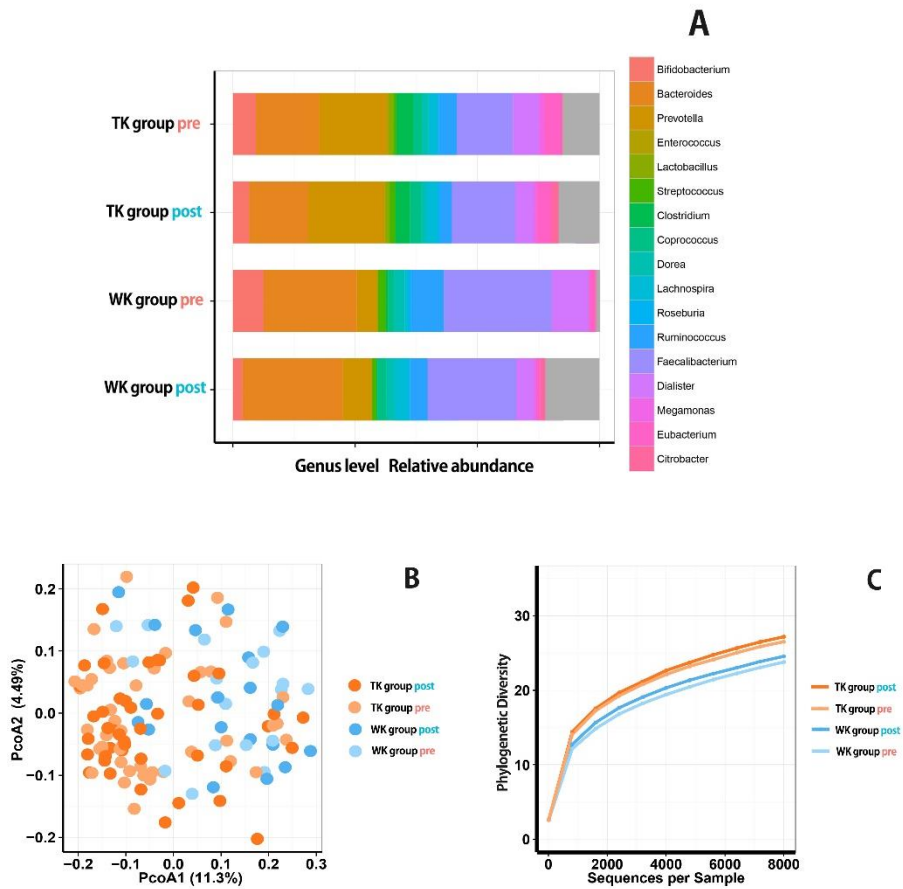 A
TK group pre
TK group post
WK group pre
WK group post
Genus level Relative abundance
Bifidobacterium
Bacteroides
Prevotella
Enterococcus
Lactobacillus
Streptococcus
Clostridium
Coprococcus
Dorea
Lachnospira
Roseburia
Ruminococcus
Faecalibacterium
Dialister
Megamonas
Eubacterium
Citrobacter
B
PcoA2 (4.49%)
0.2
0.1
0.0
−0.1
−0.2
−0.2 −0.1 0.0 0.1 0.2 0.3
PcoA1 (11.3%)
TK group post
TK group pre
WK group post
WK group pre
C
Phylogenetic Diversity
30
20
10
0
0 2000 4000 6000 8000
Sequences per Sample
TK group post
TK group pre
WK group post
WK group pre